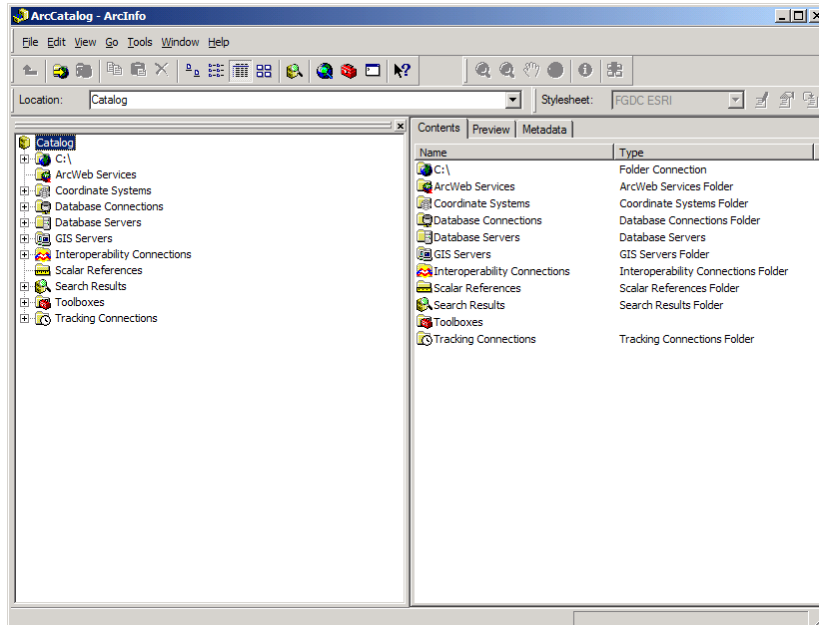 ArcCatalog - ArcInfo
File Edit View Go Tools Window Help
Location: Catalog Stylesheet: FGDC ESRI
Catalog
C:\
ArcWeb Services
Coordinate Systems
Database Connections
Database Servers
GIS Servers
Interoperability Connections
Scalar References
Search Results
Toolboxes
Tracking Connections
Contents Preview Metadata
Name Type
C:\ Folder Connection
ArcWeb Services ArcWeb Services Folder
Coordinate Systems Coordinate Systems Folder
Database Connections Database Connections Folder
Database Servers Database Servers
GIS Servers GIS Servers Folder
Interoperability Connections Interoperability Connections Folder
Scalar References Scalar References Folder
Search Results Search Results Folder
Toolboxes
Tracking Connections Tracking Connections Folder